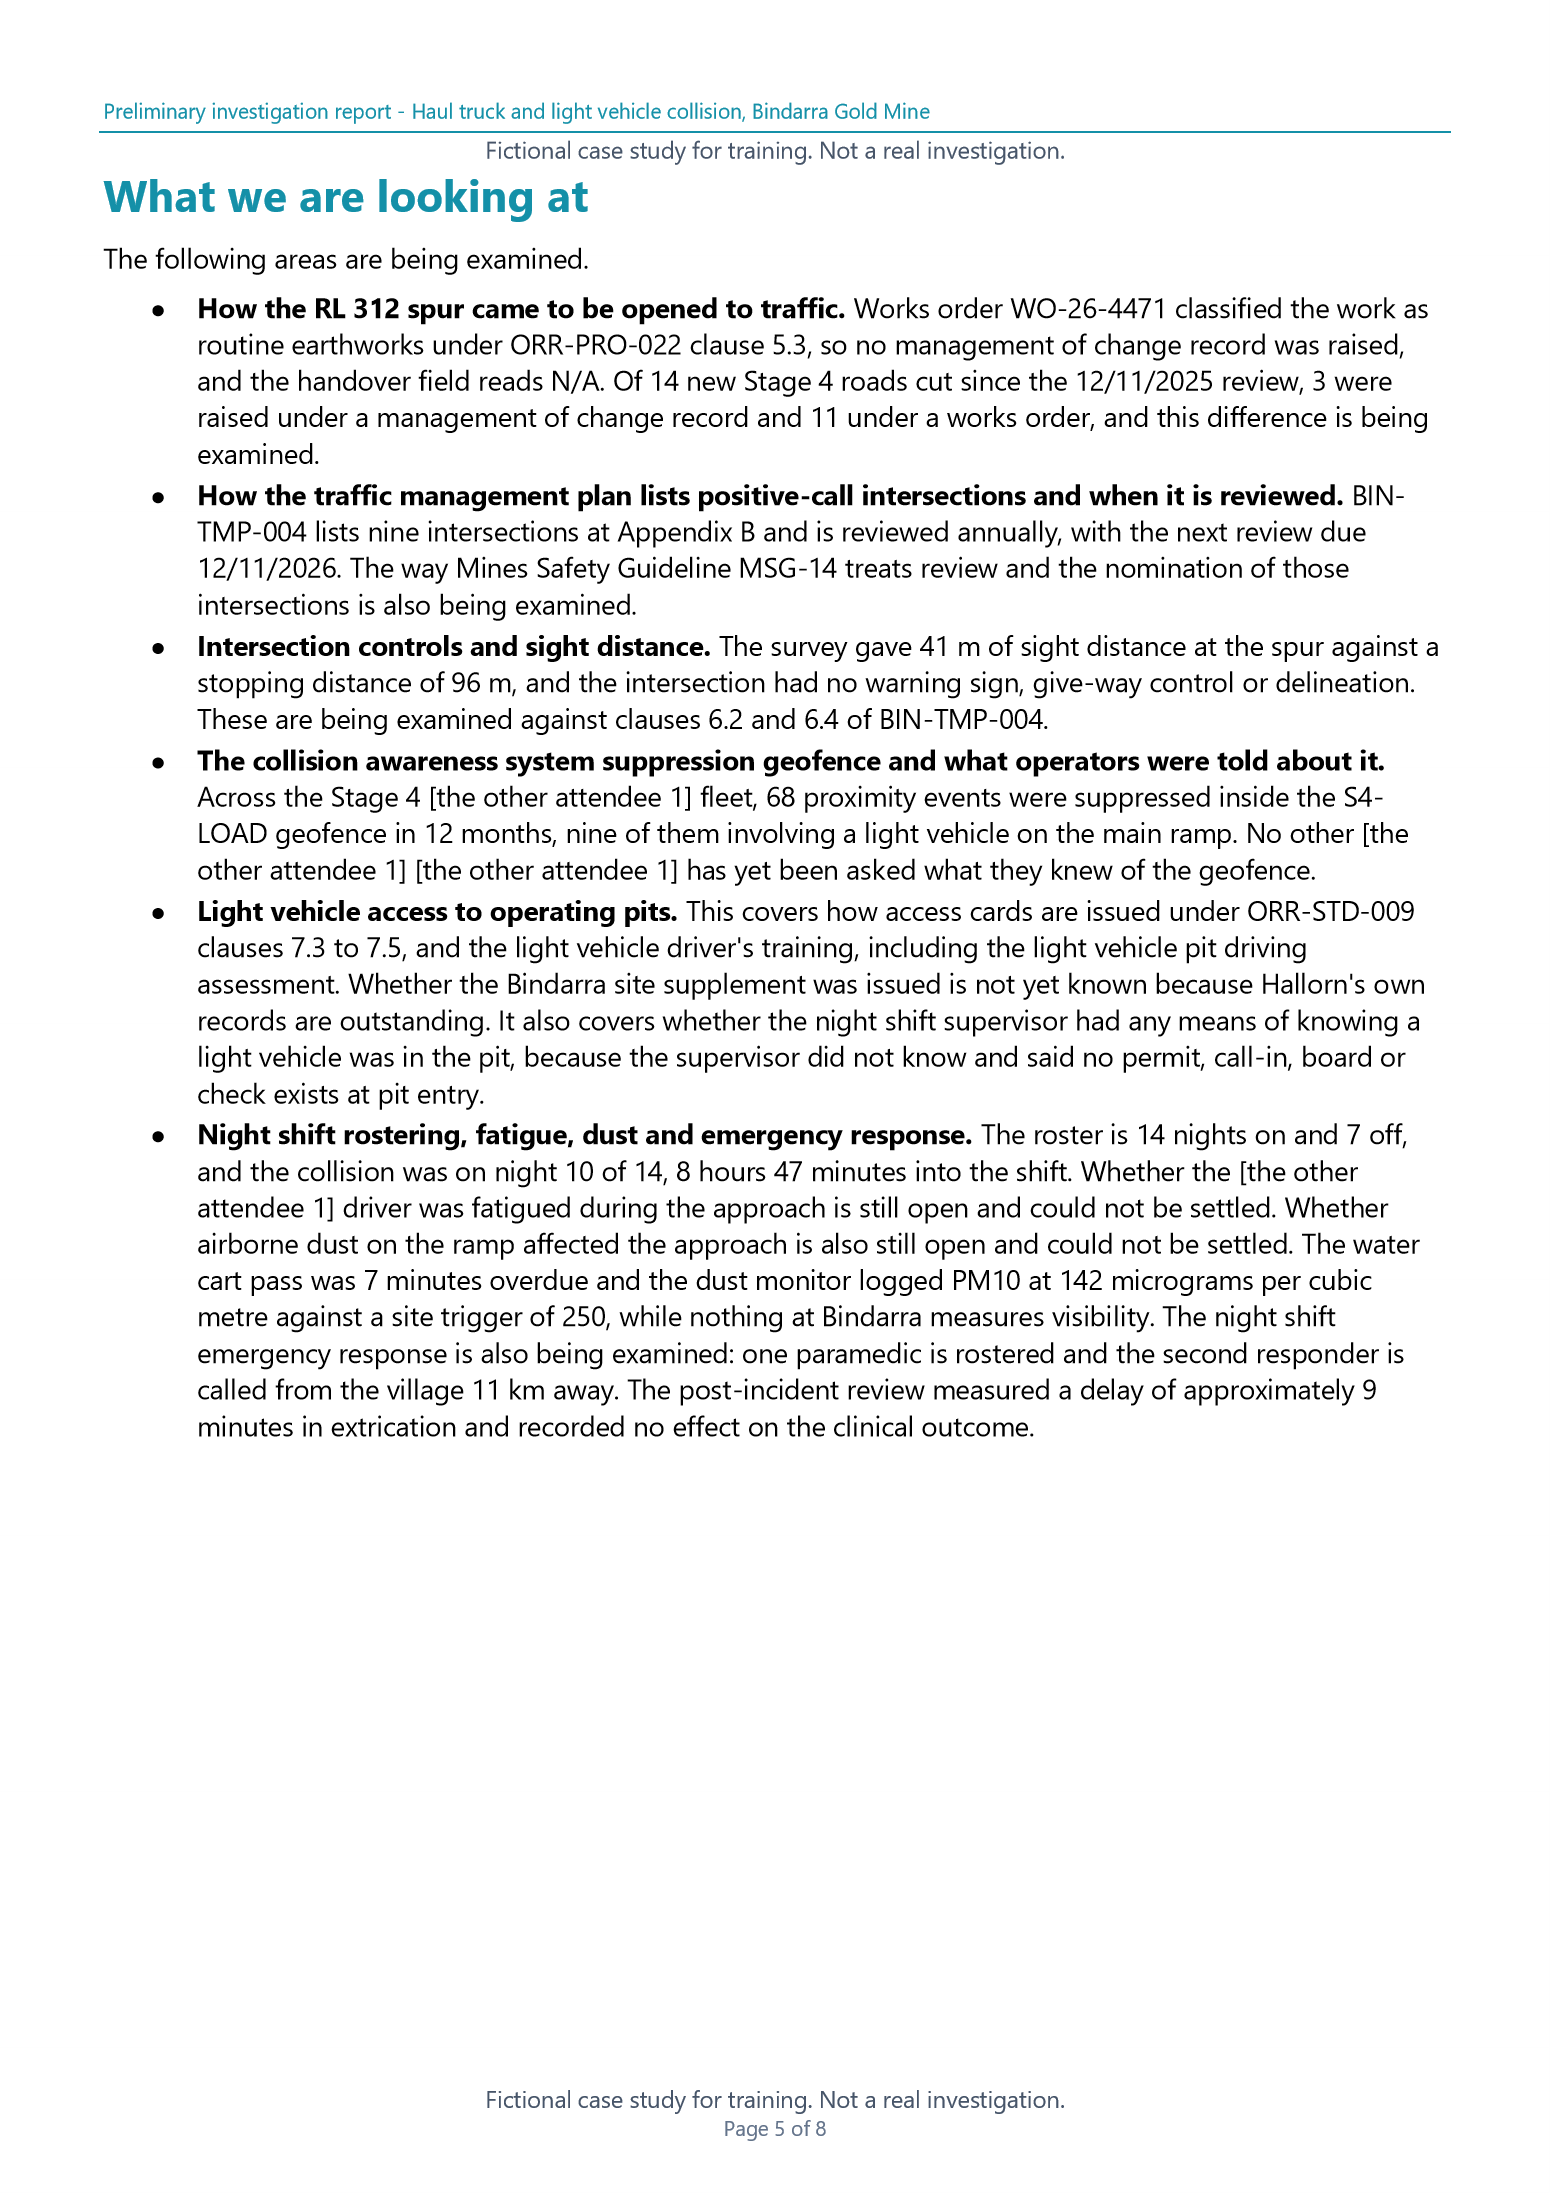 Preliminary investigation report - Haul truck and light vehicle collision, Bindarra Gold Mine
Fictional case study for training. Not a real investigation.
What we are looking at
The following areas are being examined.
● How the RL 312 spur came to be opened to traffic. Works order WO-26-4471 classified the work as
routine earthworks under ORR-PRO-022 clause 5.3, so no management of change record was raised,
and the handover field reads N/A. Of 14 new Stage 4 roads cut since the 12/11/2025 review, 3 were
raised under a management of change record and 11 under a works order, and this difference is being
examined.
● How the traffic management plan lists positive-call intersections and when it is reviewed. BIN-
TMP-004 lists nine intersections at Appendix B and is reviewed annually, with the next review due
12/11/2026. The way Mines Safety Guideline MSG-14 treats review and the nomination of those
intersections is also being examined.
● Intersection controls and sight distance. The survey gave 41 m of sight distance at the spur against a
stopping distance of 96 m, and the intersection had no warning sign, give-way control or delineation.
These are being examined against clauses 6.2 and 6.4 of BIN-TMP-004.
● The collision awareness system suppression geofence and what operators were told about it.
Across the Stage 4 [the other attendee 1] fleet, 68 proximity events were suppressed inside the S4-
LOAD geofence in 12 months, nine of them involving a light vehicle on the main ramp. No other [the
other attendee 1] [the other attendee 1] has yet been asked what they knew of the geofence.
● Light vehicle access to operating pits. This covers how access cards are issued under ORR-STD-009
clauses 7.3 to 7.5, and the light vehicle driver's training, including the light vehicle pit driving
assessment. Whether the Bindarra site supplement was issued is not yet known because Hallorn's own
records are outstanding. It also covers whether the night shift supervisor had any means of knowing a
light vehicle was in the pit, because the supervisor did not know and said no permit, call-in, board or
check exists at pit entry.
● Night shift rostering, fatigue, dust and emergency response. The roster is 14 nights on and 7 off,
and the collision was on night 10 of 14, 8 hours 47 minutes into the shift. Whether the [the other
attendee 1] driver was fatigued during the approach is still open and could not be settled. Whether
airborne dust on the ramp affected the approach is also still open and could not be settled. The water
cart pass was 7 minutes overdue and the dust monitor logged PM10 at 142 micrograms per cubic
metre against a site trigger of 250, while nothing at Bindarra measures visibility. The night shift
emergency response is also being examined: one paramedic is rostered and the second responder is
called from the village 11 km away. The post-incident review measured a delay of approximately 9
minutes in extrication and recorded no effect on the clinical outcome.
Fictional case study for training. Not a real investigation.
Page 5 of 8